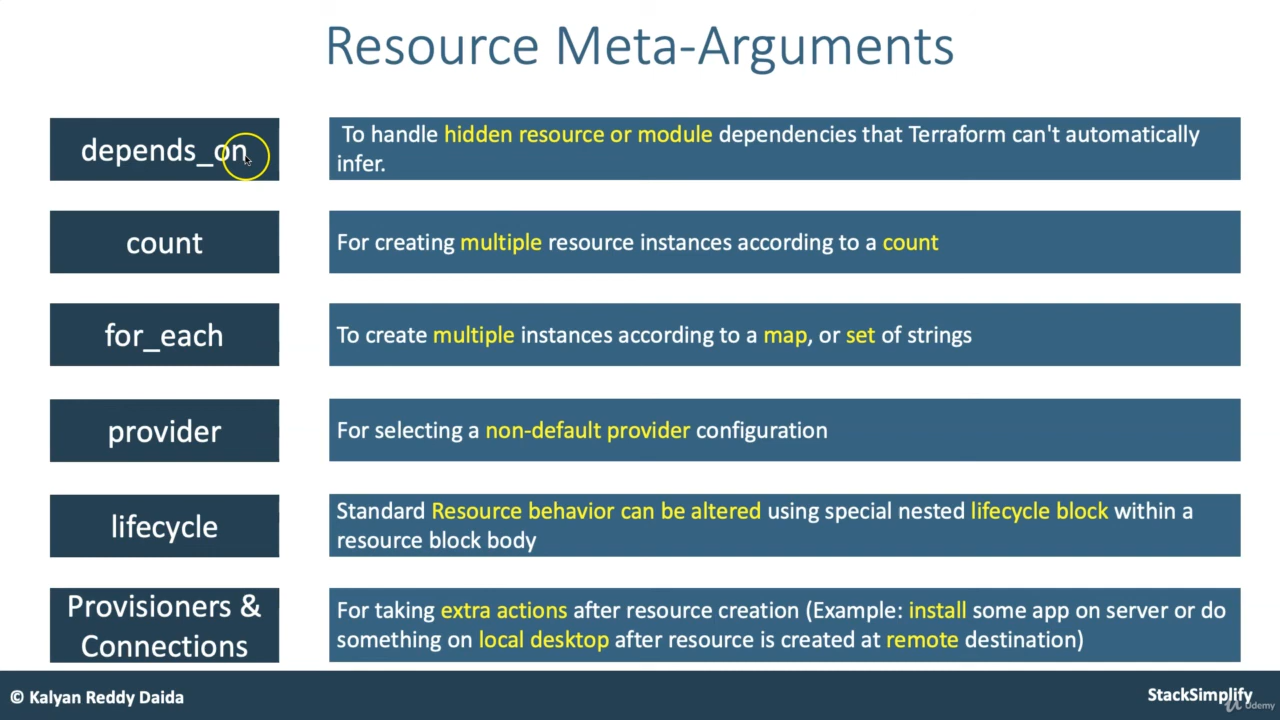 Resource Meta-Arguments
depends_on
To handle hidden resource or module dependencies that Terraform can't automatically
infer.
count
For creating multiple resource instances according to a count
for_each
To create multiple instances according to a map, or set of strings
provider
For selecting a non-default provider configuration
lifecycle
Standard Resource behavior can be altered using special nested lifecycle block within a
resource block body
Provisioners &
Connections
For taking extra actions after resource creation (Example: install some app on server or do
something on local desktop after resource is created at remote destination)
© Kalyan Reddy Daida
StackSimplify
Udemy